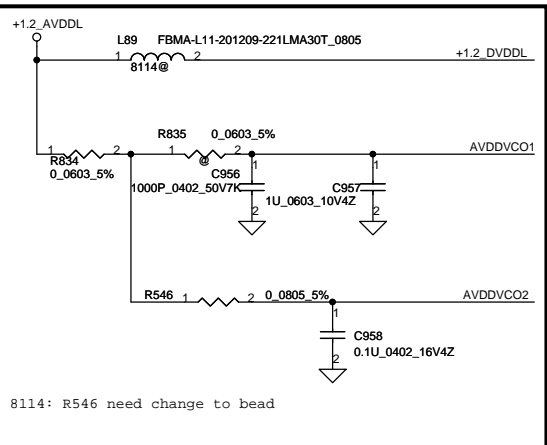 +1.2_AVDDL
L89 FBMA-L11-201209-221LMA30T_0805
1 2 +1.2_DVDDL
8114@
R835 0_0603_5%
1 2 1 2 AVDDVCO1
R834 @
0_0603_5%
C956 1 C957 1
1000P_0402_50V7K
1U_0603_10V4Z
2 2
R546 1 2 0_0805_5% AVDDVCO2
1
C958
0.1U_0402_16V4Z
2
8114: R546 need change to bead